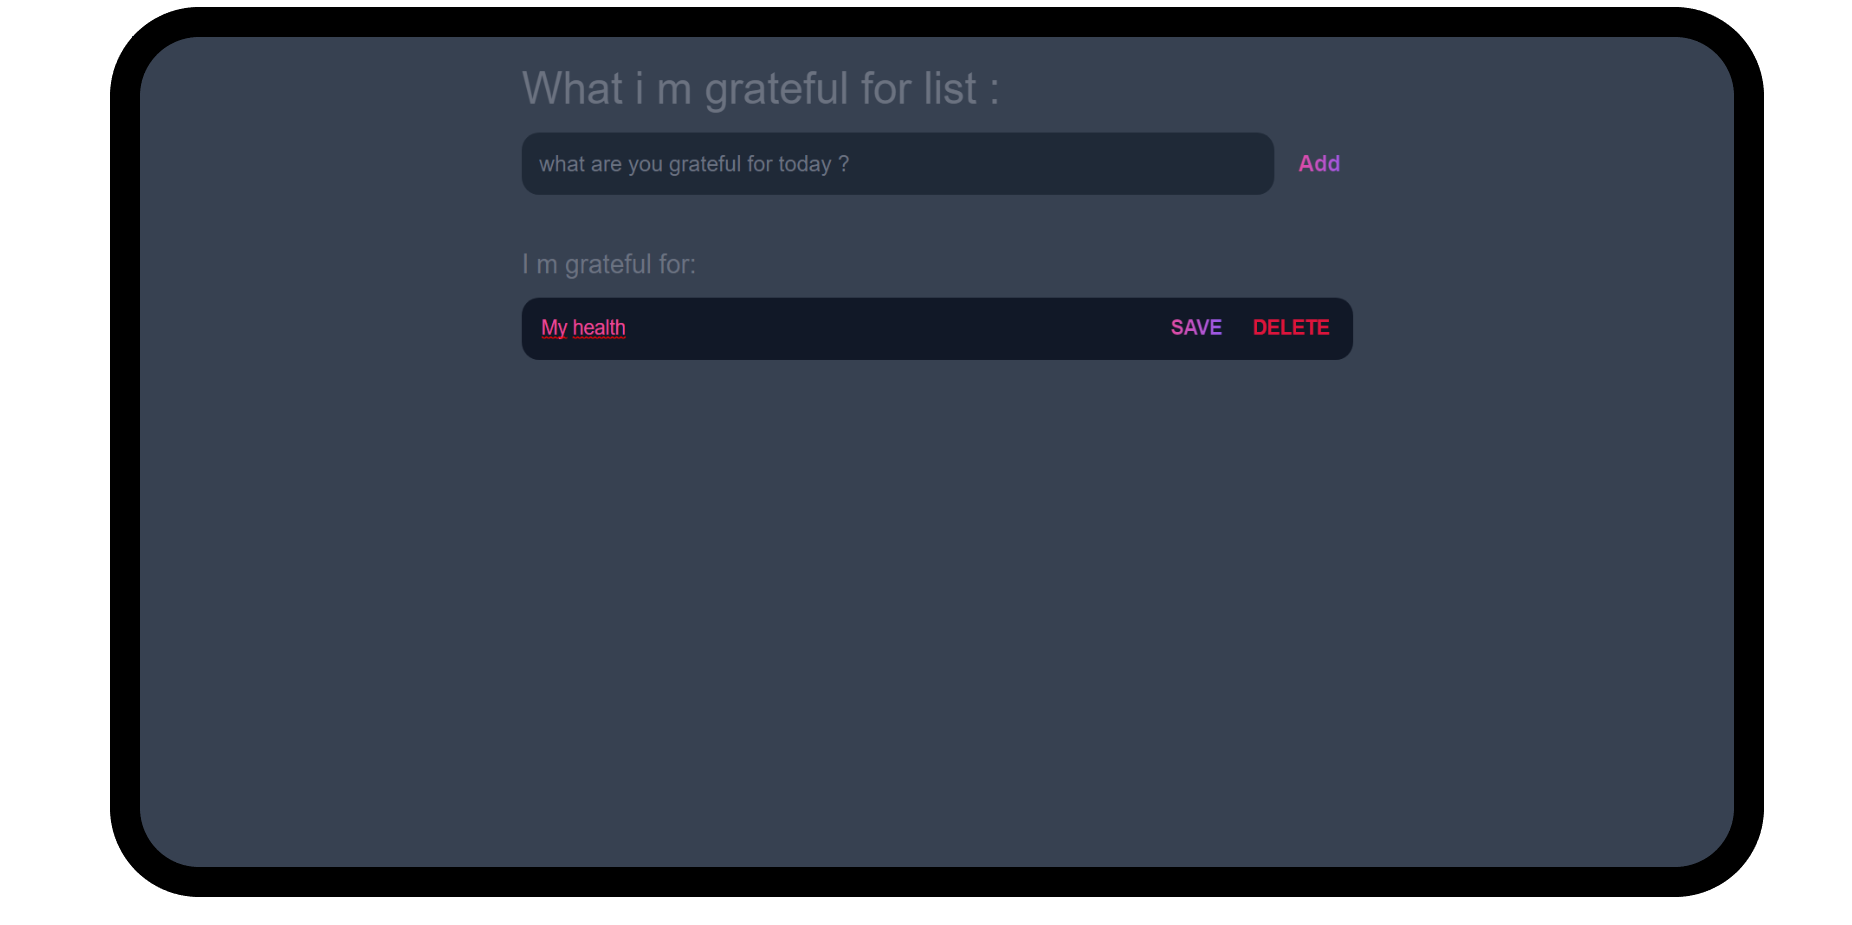 What i m grateful for list :
what are you grateful for today ?
Add
I m grateful for:
My health
SAVE
DELETE